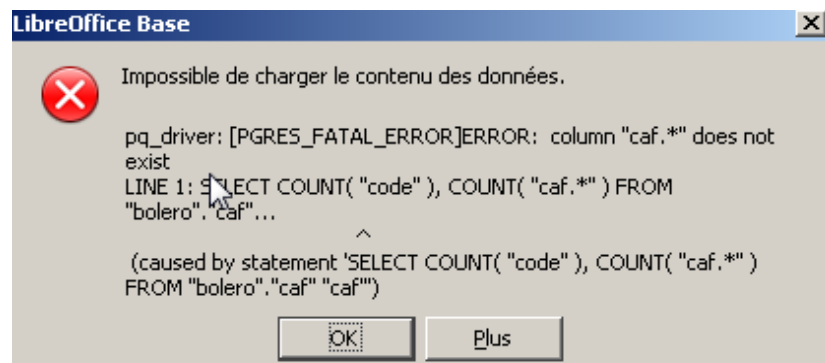 LibreOffice Base
Impossible de charger le contenu des données.
pq_driver: [PGRES_FATAL_ERROR]ERROR:  column "caf.*" does not
exist
LINE 1: SELECT COUNT( "code" ), COUNT( "caf.*" ) FROM
"bolero"."caf"...
^
(caused by statement 'SELECT COUNT( "code" ), COUNT( "caf.*" )
FROM "bolero"."caf" "caf"')
OK
Plus